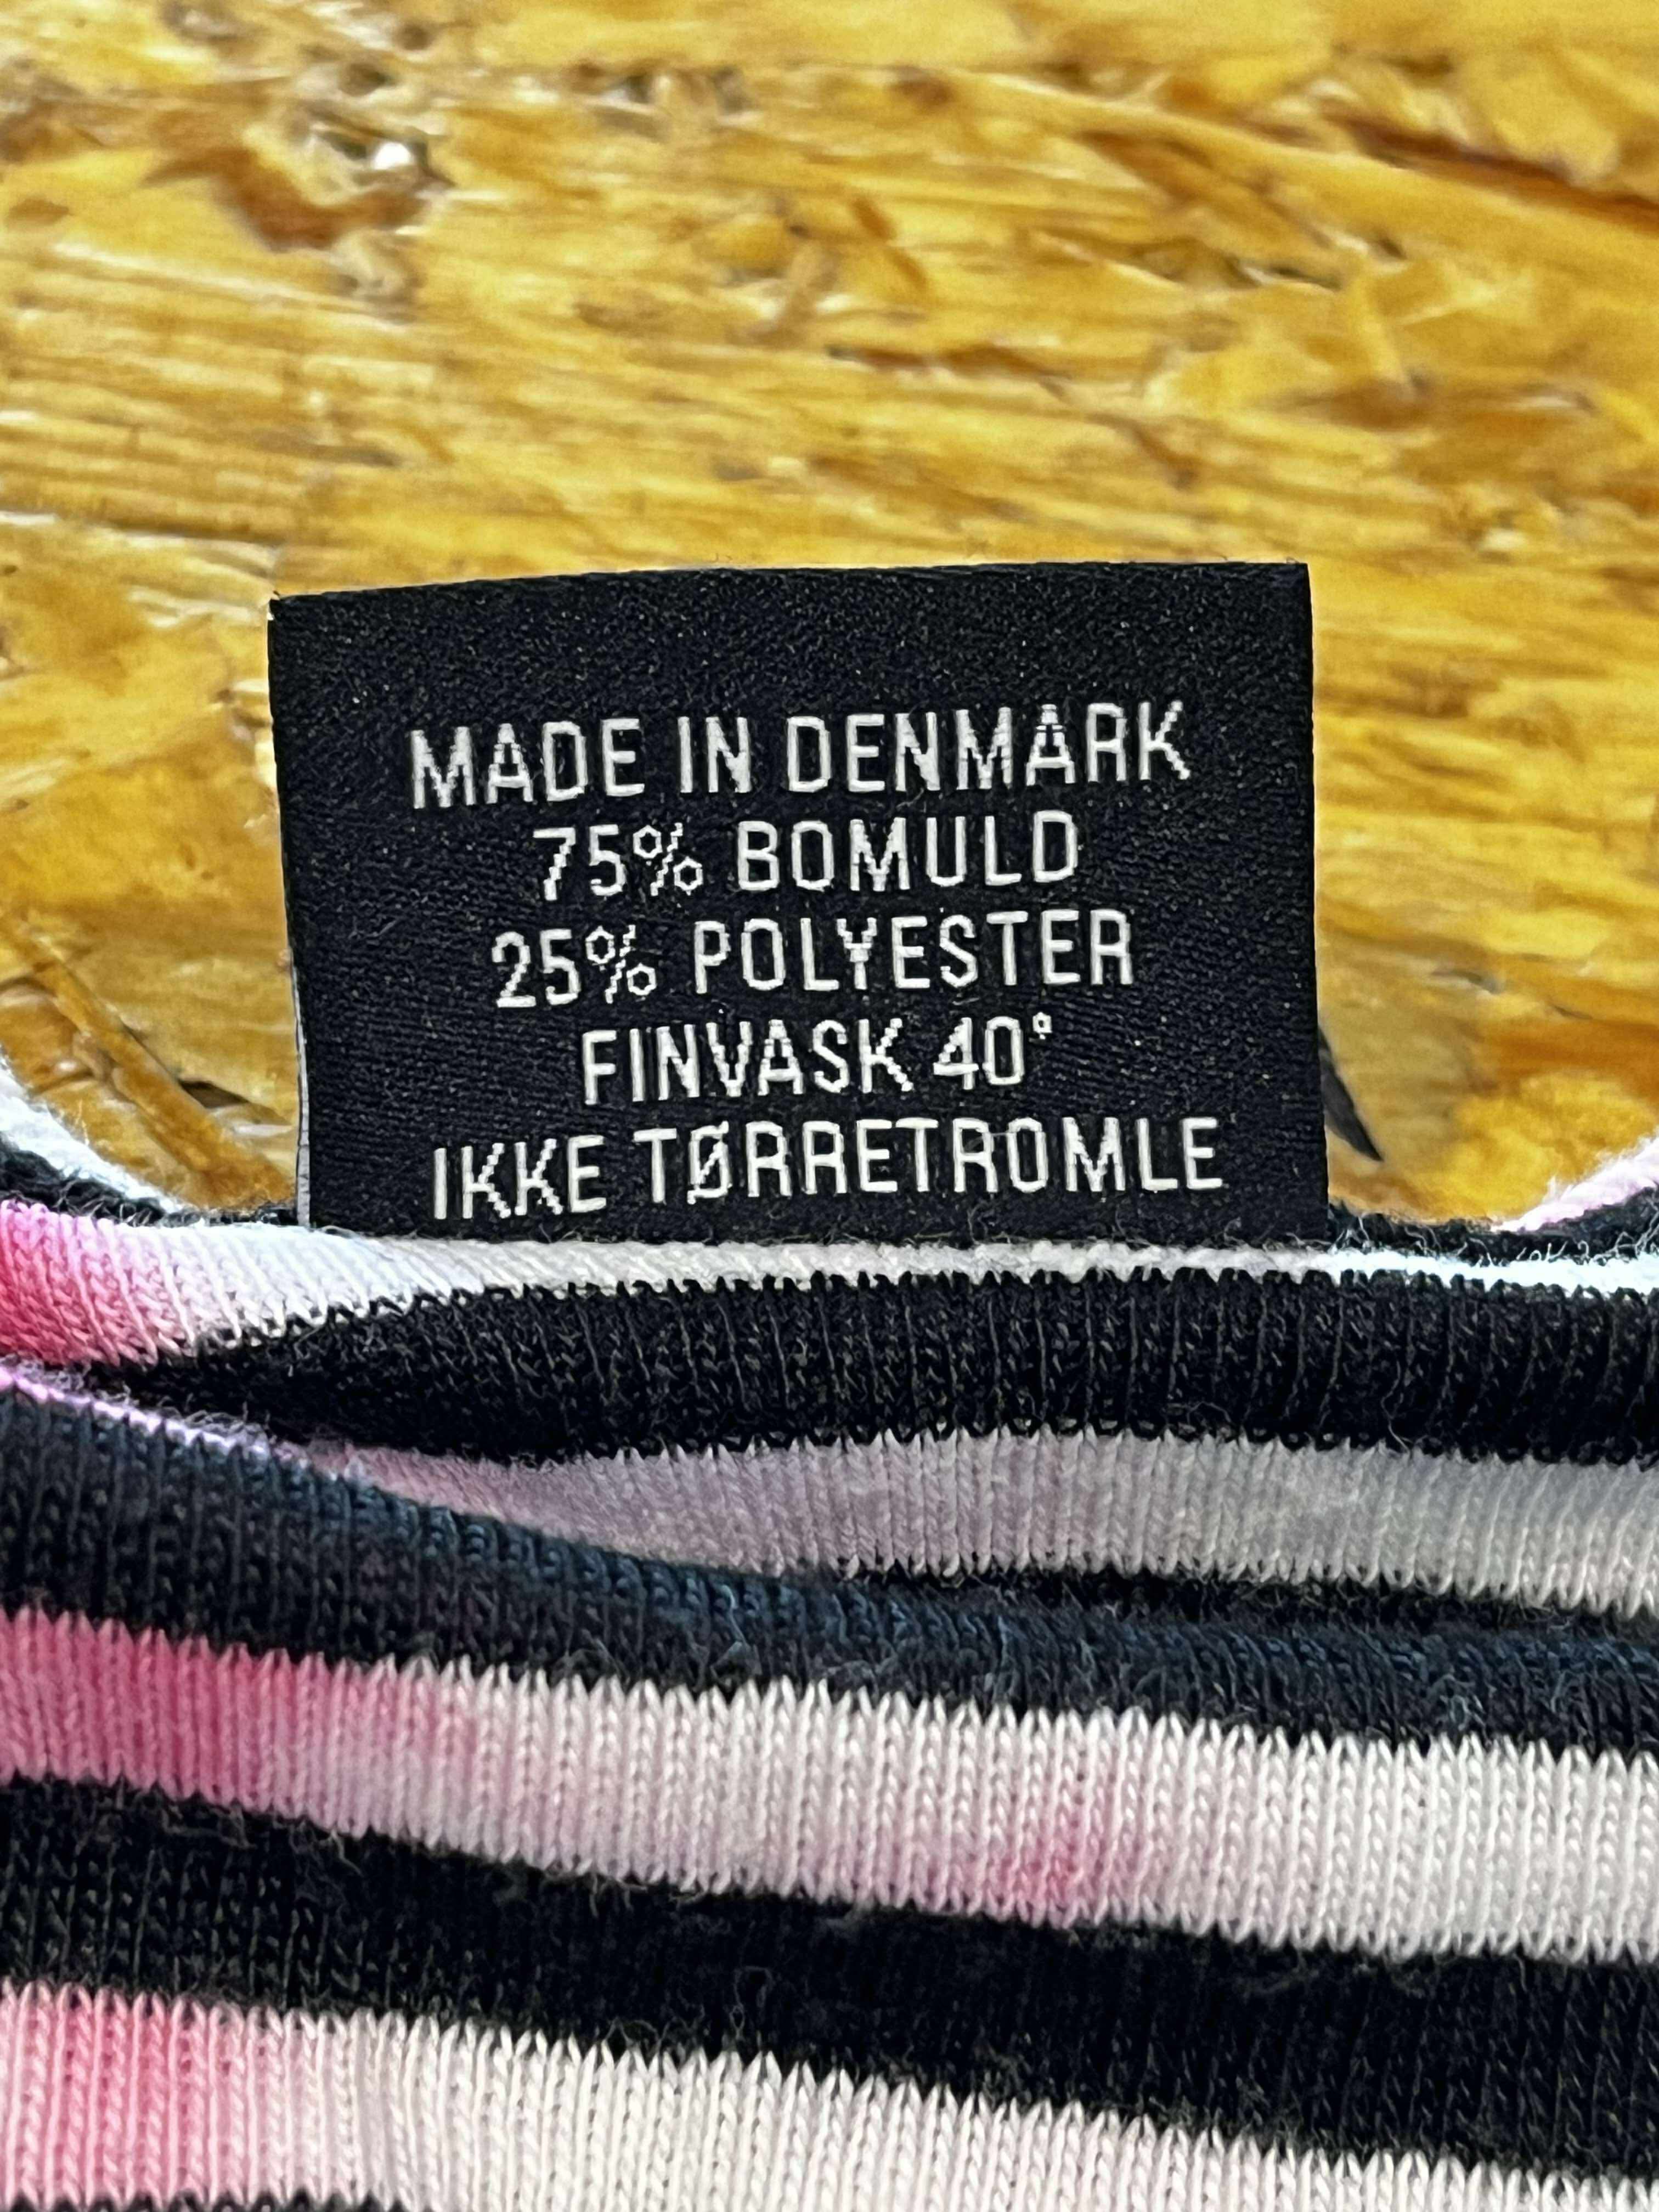 MADE IN DENMARK
75% BOMULD
25% POLYESTER
FINVASK 40°
IKKE TØRRETROMLE